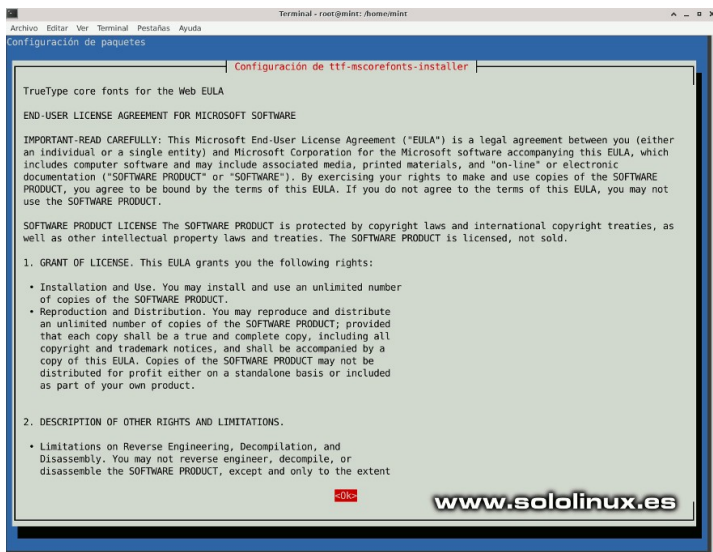 Terminal - root@mint: /home/mint
Archivo Editar Ver Terminal Pestañas Ayuda
Configuración de paquetes
Configuración de ttf-mscorefonts-installer
TrueType core fonts for the Web EULA
END-USER LICENSE AGREEMENT FOR MICROSOFT SOFTWARE
IMPORTANT-READ CAREFULLY: This Microsoft End-User License Agreement ("EULA") is a legal agreement between you (either
an individual or a single entity) and Microsoft Corporation for the Microsoft software accompanying this EULA, which
includes computer software and may include associated media, printed materials, and "on-line" or electronic
documentation ("SOFTWARE PRODUCT" or "SOFTWARE"). By exercising your rights to make and use copies of the SOFTWARE
PRODUCT, you agree to be bound by the terms of this EULA. If you do not agree to the terms of this EULA, you may not
use the SOFTWARE PRODUCT.
SOFTWARE PRODUCT LICENSE The SOFTWARE PRODUCT is protected by copyright laws and international copyright treaties, as
well as other intellectual property laws and treaties. The SOFTWARE PRODUCT is licensed, not sold.
1. GRANT OF LICENSE. This EULA grants you the following rights:
• Installation and Use. You may install and use an unlimited number
of copies of the SOFTWARE PRODUCT.
• Reproduction and Distribution. You may reproduce and distribute
an unlimited number of copies of the SOFTWARE PRODUCT; provided
that each copy shall be a true and complete copy, including all
copyright and trademark notices, and shall be accompanied by a
copy of this EULA. Copies of the SOFTWARE PRODUCT may not be
distributed for profit either on a standalone basis or included
as part of your own product.
2. DESCRIPTION OF OTHER RIGHTS AND LIMITATIONS.
• Limitations on Reverse Engineering, Decompilation, and
Disassembly. You may not reverse engineer, decompile, or
disassemble the SOFTWARE PRODUCT, except and only to the extent
<Ok>
www.sololinux.es